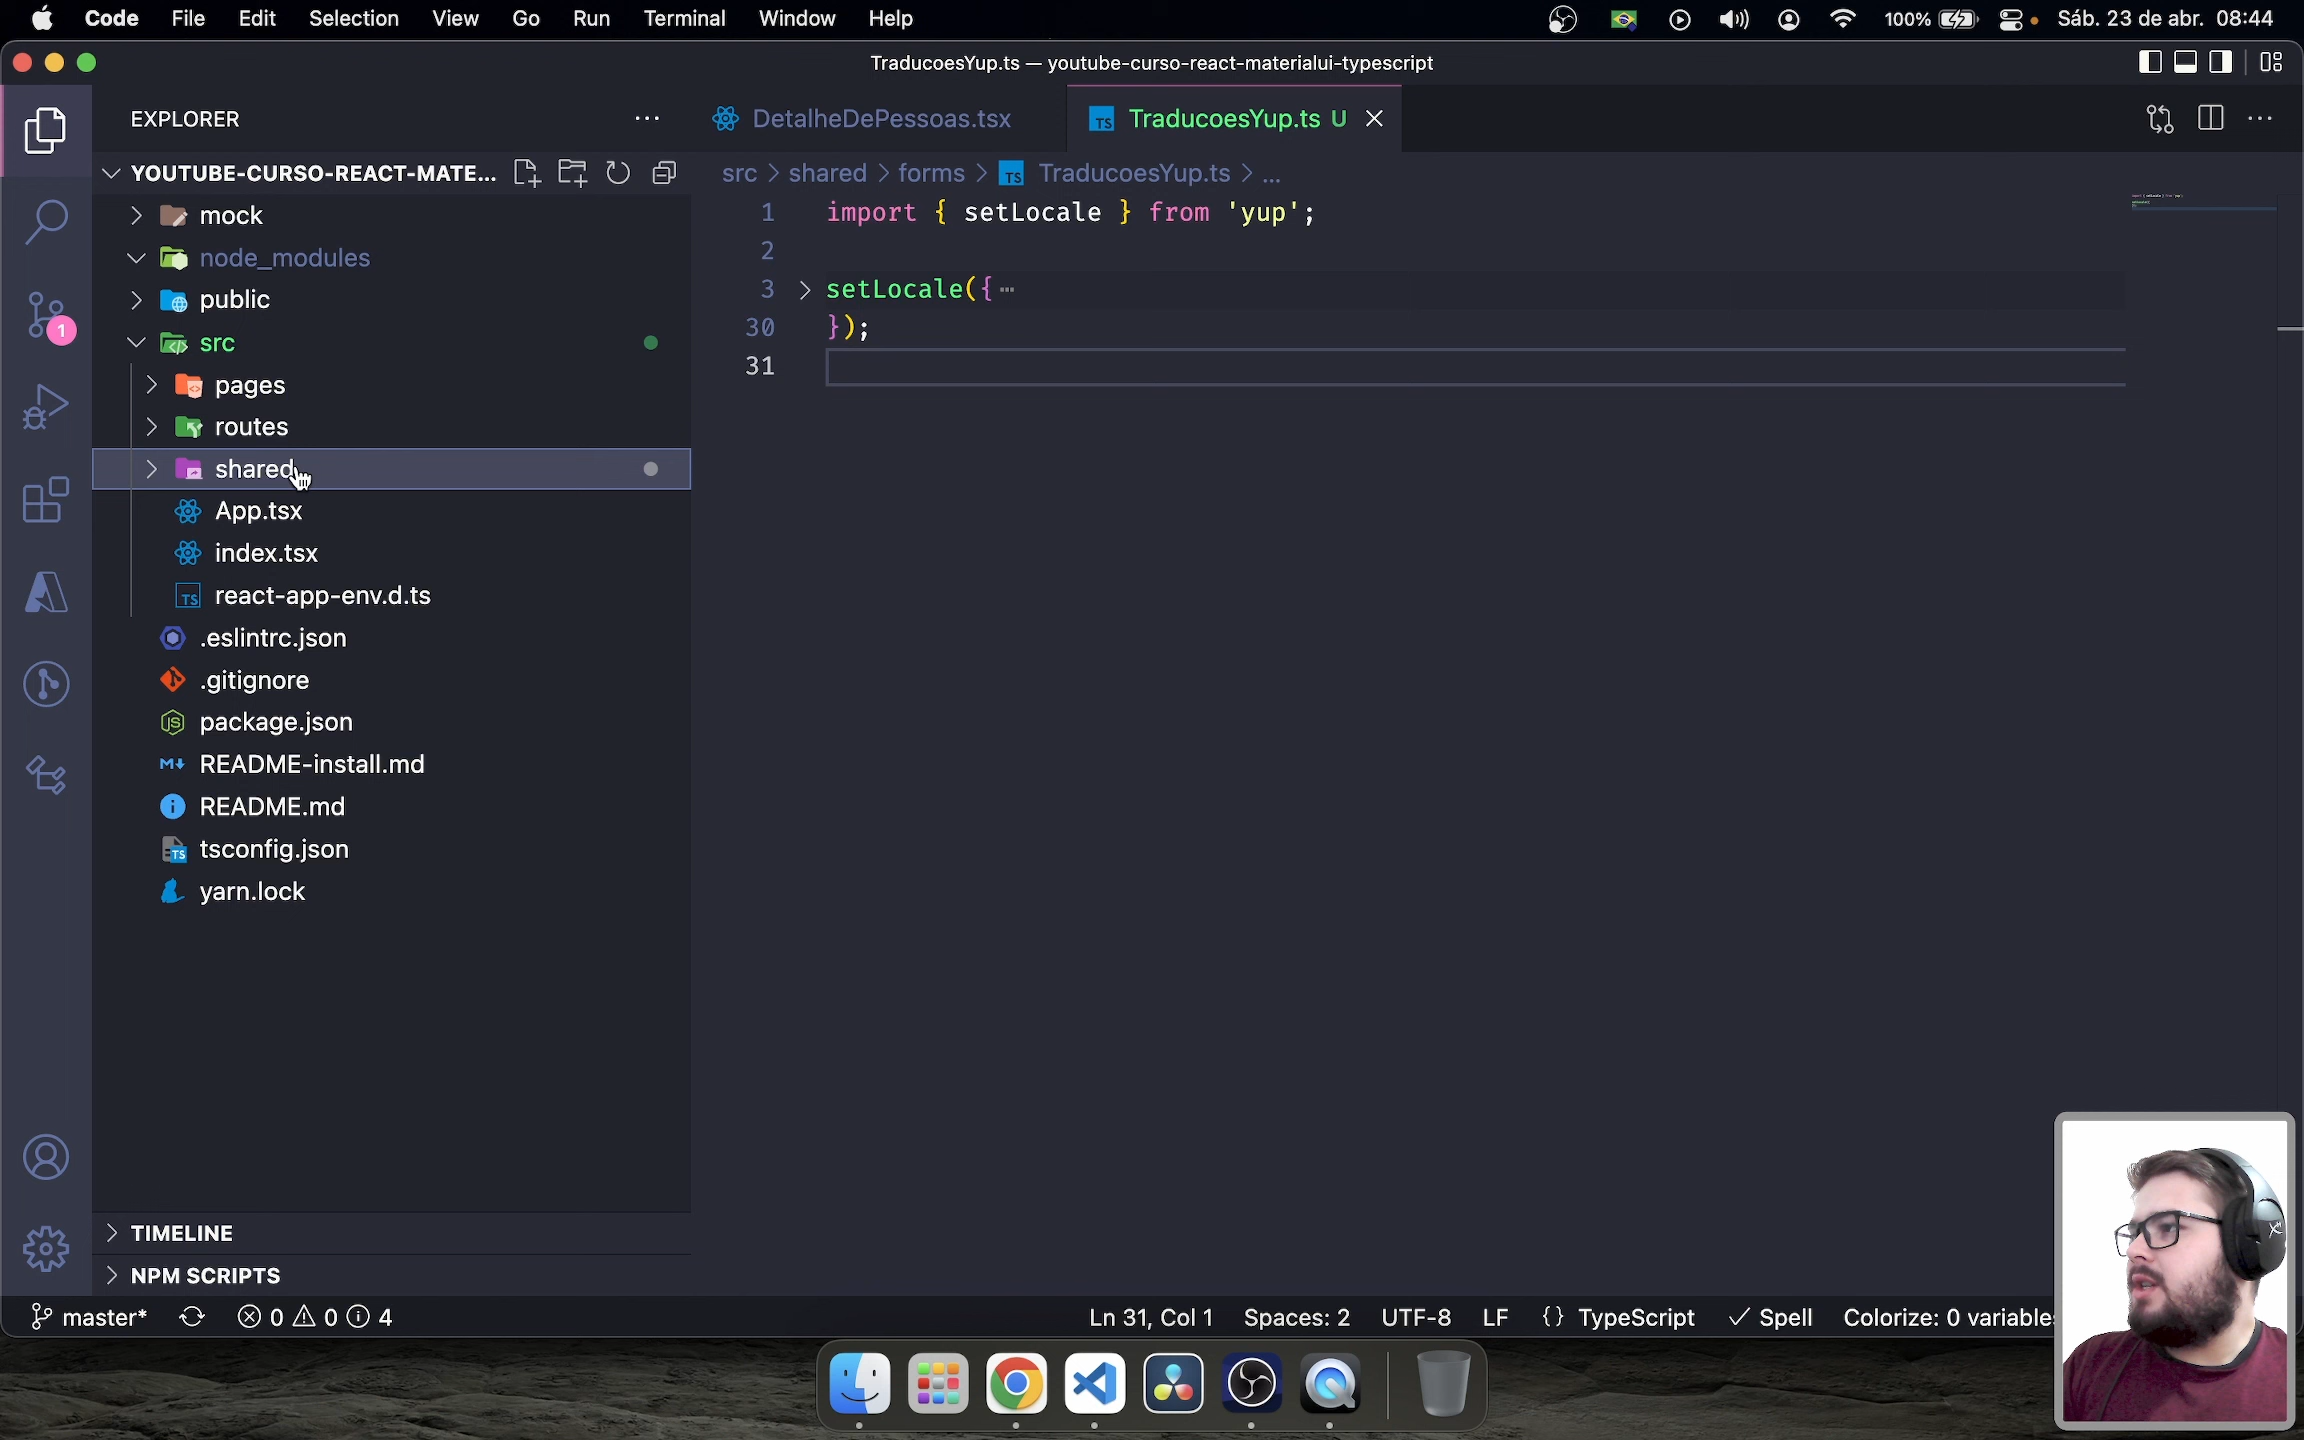 Code File Edit Selection View Go Run Terminal Window Help 100% Sáb. 23 de abr. 08:44
TraducoesYup.ts — youtube-curso-react-materialui-typescript
EXPLORER
DetalheDePessoas.tsx
TS TraducoesYup.ts U
YOUTUBE-CURSO-REACT-MATE...
src > shared > forms > TS TraducoesYup.ts > ...
mock
node_modules
public
src
pages
routes
shared
App.tsx
index.tsx
TS react-app-env.d.ts
.eslintrc.json
.gitignore
package.json
README-install.md
README.md
tsconfig.json
yarn.lock
1
TIMELINE
NPM SCRIPTS
1 import { setLocale } from 'yup';
2
3 setLocale({ ...
30 });
31
master* 0 0 4 Ln 31, Col 1 Spaces: 2 UTF-8 LF {} TypeScript Spell Colorize: 0 variables